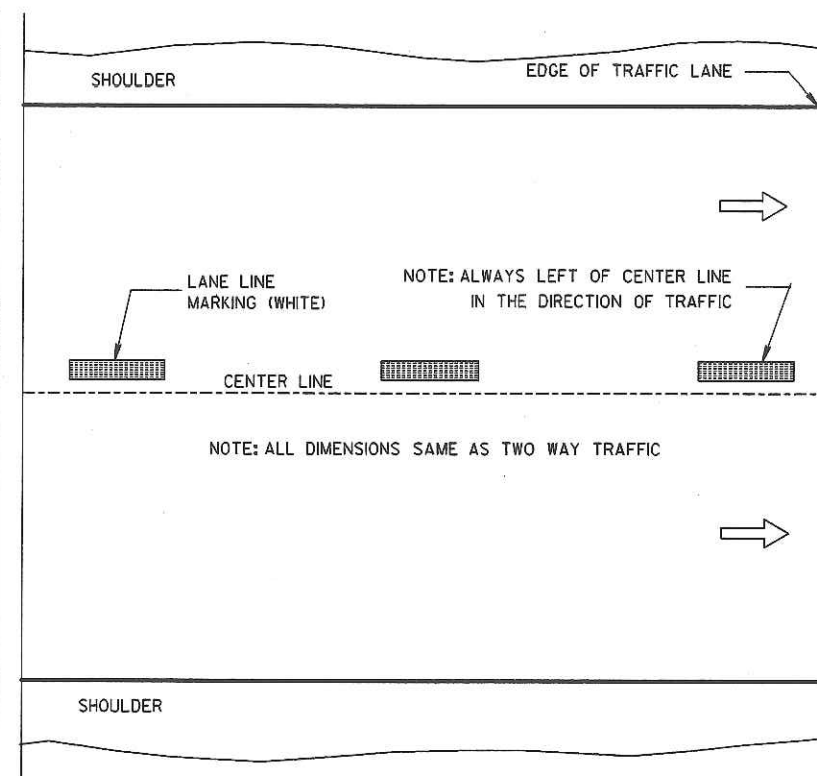 SHOULDER
EDGE OF TRAFFIC LANE
LANE LINE
MARKING (WHITE)
NOTE: ALWAYS LEFT OF CENTER LINE
IN THE DIRECTION OF TRAFFIC
CENTER LINE
NOTE: ALL DIMENSIONS SAME AS TWO WAY TRAFFIC
SHOULDER